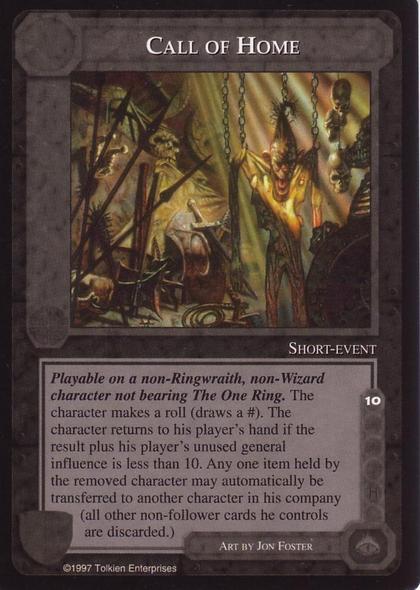 CALL OF HOME
SHORT-EVENT
Playable on a non-Ringwraith, non-Wizard
character not bearing The One Ring. The
character makes a roll (draws a #). The
character returns to his player's hand if the
result plus his player's unused general
influence is less than 10. Any one item held by
the removed character may automatically be
transferred to another character in his company
(all other non-follower cards he controls
are discarded.)
10
H
ART BY JON FOSTER
©1997 Tolkien Enterprises